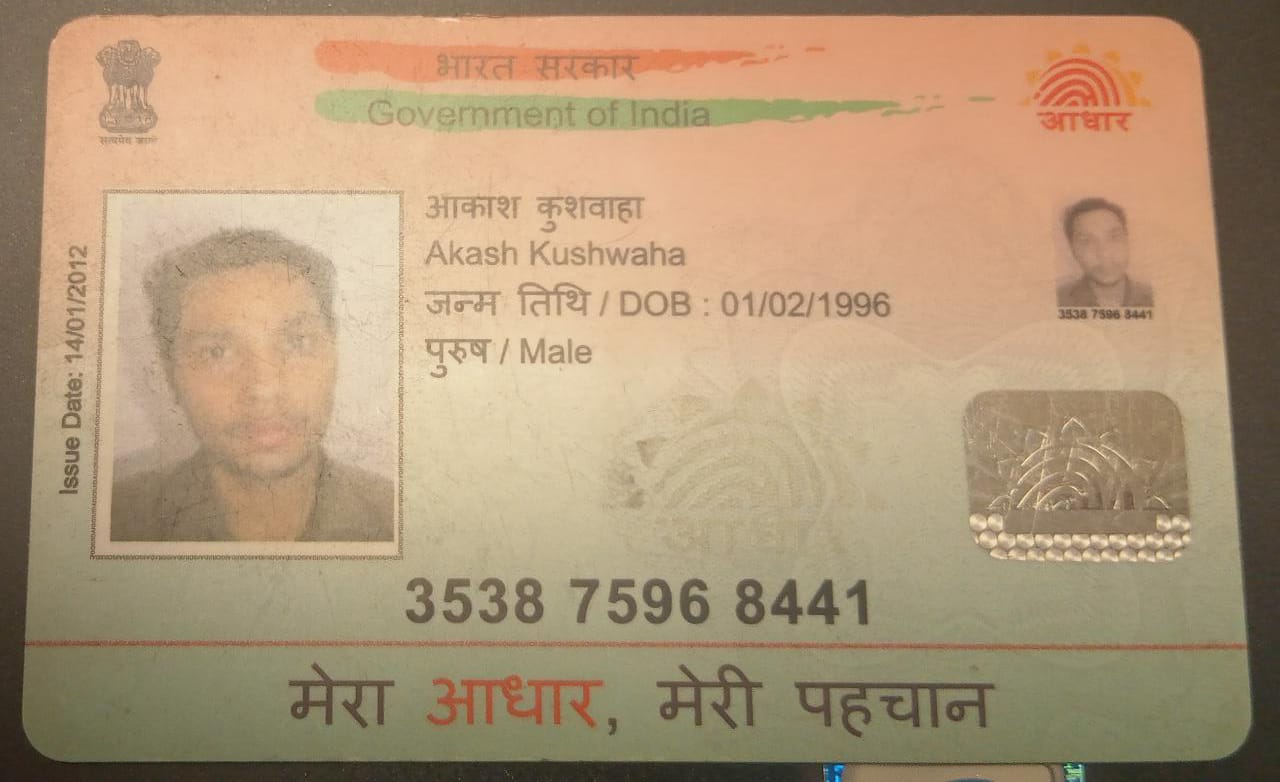 भारत सरकार
Government of India
सत्यमेव जयते
आधार
Issue Date: 14/01/2012
आकाश कुशवाहा
Akash Kushwaha
जन्म तिथि / DOB : 01/02/1996
पुरुष / Male
3538 7596 8441
3538 7596 8441
मेरा आधार, मेरी पहचान